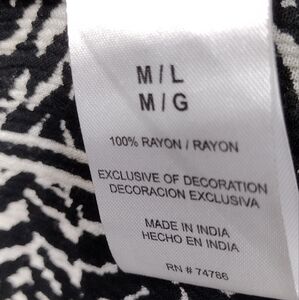 M/L
M/G
100% RAYON / RAYON
EXCLUSIVE OF DECORATION
DECORACION EXCLUSIVA
MADE IN INDIA
HECHO EN INDIA
RN # 74766